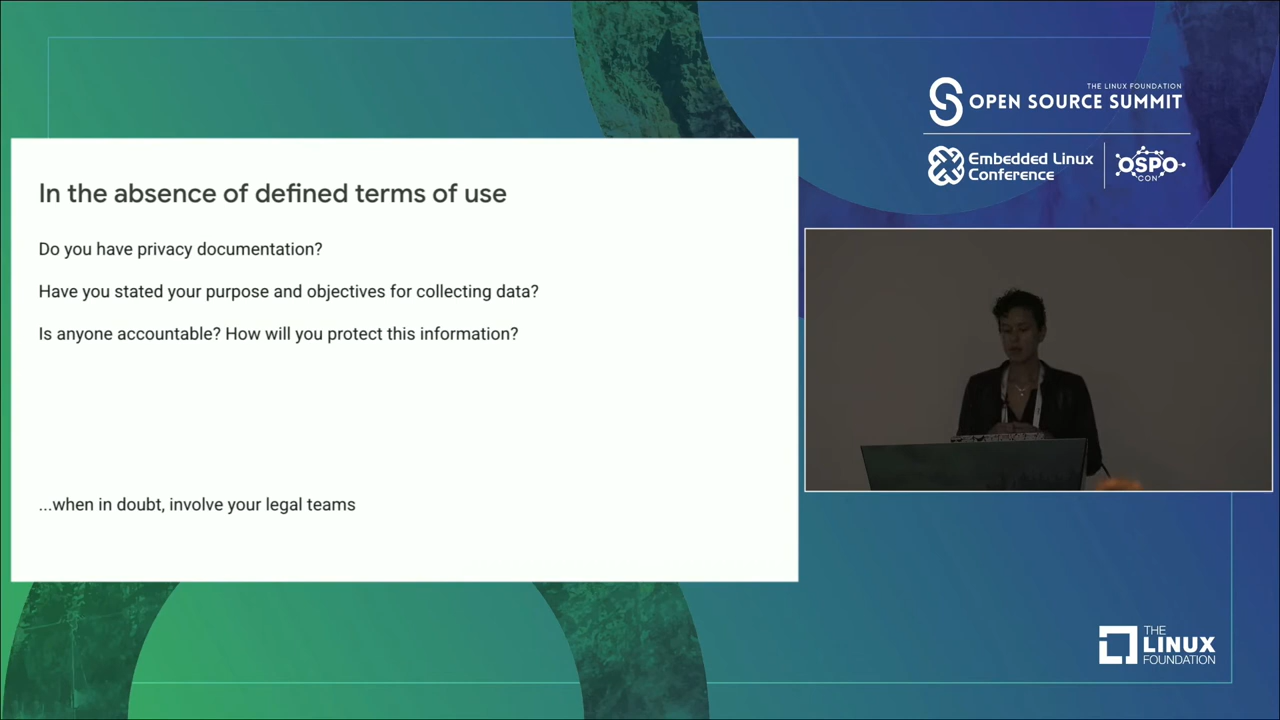 THE LINUX FOUNDATION
OPEN SOURCE SUMMIT
Embedded Linux
Conference
OSPO
CON
In the absence of defined terms of use
Do you have privacy documentation?
Have you stated your purpose and objectives for collecting data?
Is anyone accountable? How will you protect this information?
...when in doubt, involve your legal teams
THE
LINUX
FOUNDATION